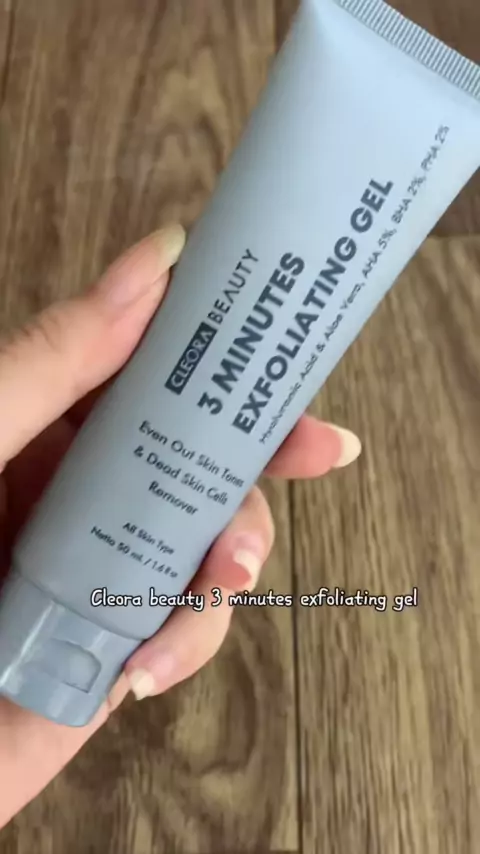 CLEORA BEAUTY
3 MINUTES
EXFOLIATING GEL
Hyaluronic Acid & Aloe Vera, AHA 5%, BHA 2%, PHA 2%
Even Out Skin Tones
& Dead Skin Cells
Remover
All Skin Type
Netto 50 mL / 1.6 fl oz
Cleora beauty 3 minutes exfoliating gel